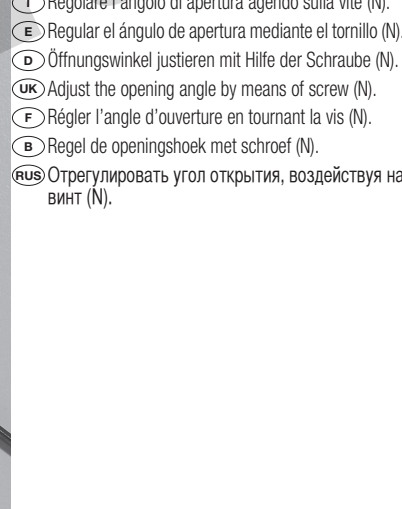 I Regolare l'angolo di apertura agendo sulla vite (N).
E Regular el ángulo de apertura mediante el tornillo (N).
D Öffnungswinkel justieren mit Hilfe der Schraube (N).
UK Adjust the opening angle by means of screw (N).
F Régler l'angle d'ouverture en tournant la vis (N).
B Regel de openingshoek met schroef (N).
RUS Отрегулировать угол открытия, воздействуя на
винт (N).